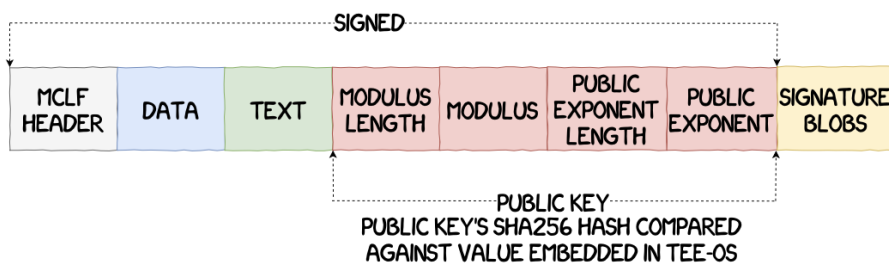 SIGNED
MCLF
HEADER
DATA
TEXT
MODULUS
LENGTH
MODULUS
PUBLIC
EXPONENT
LENGTH
PUBLIC
EXPONENT
SIGNATURE
BLOBS
PUBLIC KEY
PUBLIC KEY'S SHA256 HASH COMPARED
AGAINST VALUE EMBEDDED IN TEE-OS